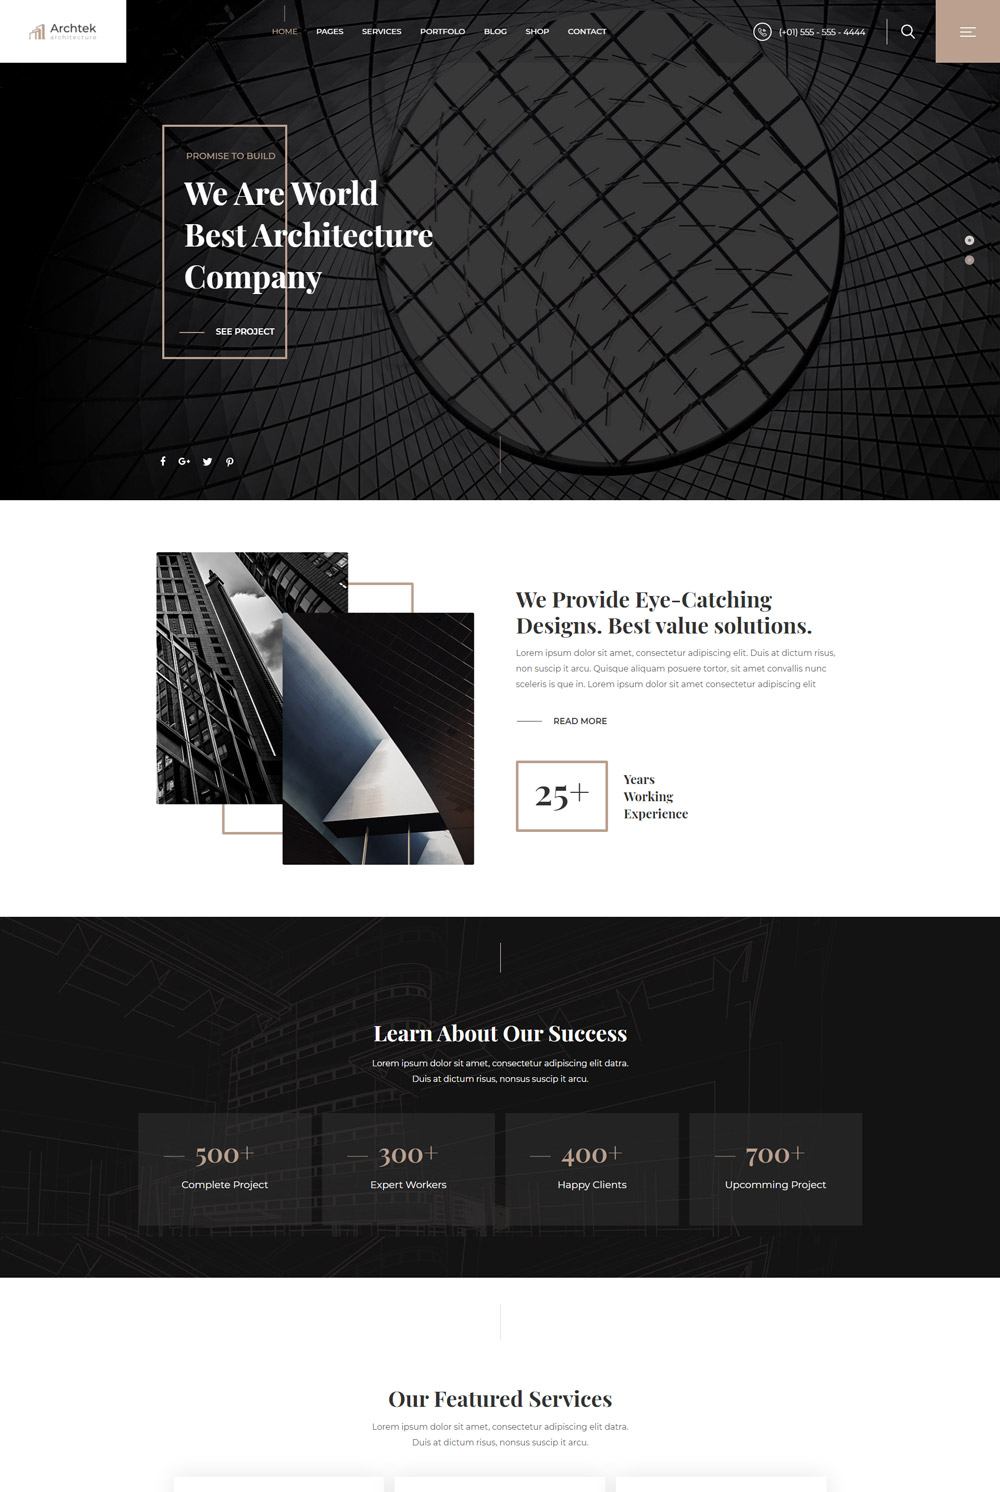 Archtek
architecture
HOME PAGES SERVICES PORTFOLO BLOG SHOP CONTACT
(+01) 555 - 555 - 4444
PROMISE TO BUILD
We Are World
Best Architecture
Company
SEE PROJECT
We Provide Eye-Catching
Designs. Best value solutions.
Lorem ipsum dolor sit amet, consectetur adipiscing elit. Duis at dictum risus,
non suscip it arcu. Quisque aliquam posuere tortor, sit amet convallis nunc
sceleris is que in. Lorem ipsum dolor sit amet consectetur adipiscing elit
READ MORE
25+
Years
Working
Experience
Learn About Our Success
Lorem ipsum dolor sit amet, consectetur adipiscing elit datra.
Duis at dictum risus, nonsus suscip it arcu.
500+
Complete Project
300+
Expert Workers
400+
Happy Clients
700+
Upcomming Project
Our Featured Services
Lorem ipsum dolor sit amet, consectetur adipiscing elit datra.
Duis at dictum risus, nonsus suscip it arcu.